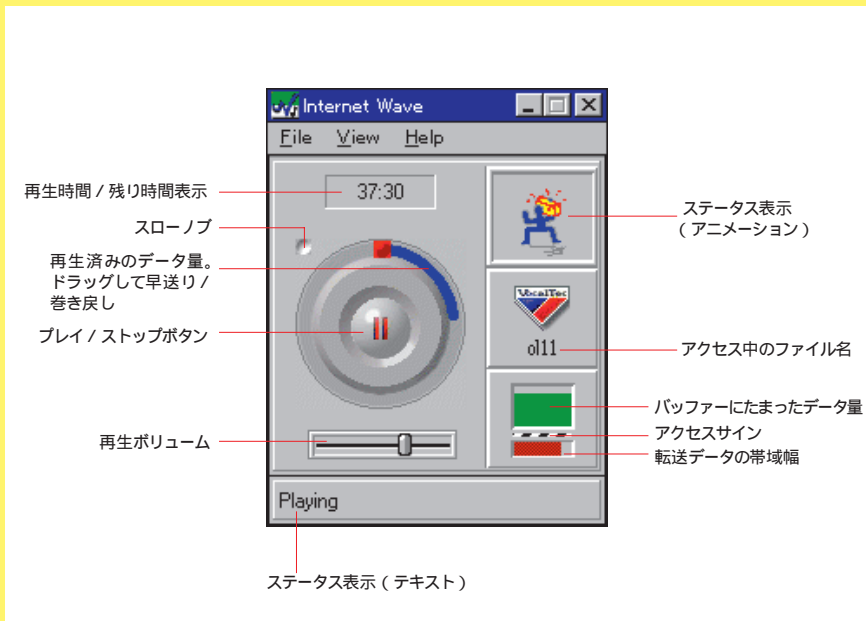 Internet Wave
File View Help
再生時間 / 残り時間表示
37:30
スローノブ
再生済みのデータ量。
ドラッグして早送り /
巻き戻し
プレイ / ストップボタン
再生ボリューム
Playing
ステータス表示 ( テキスト )
ステータス表示
( アニメーション )
VocalTec
ol11
アクセス中のファイル名
バッファーにたまったデータ量
アクセスサイン
転送データの帯域幅